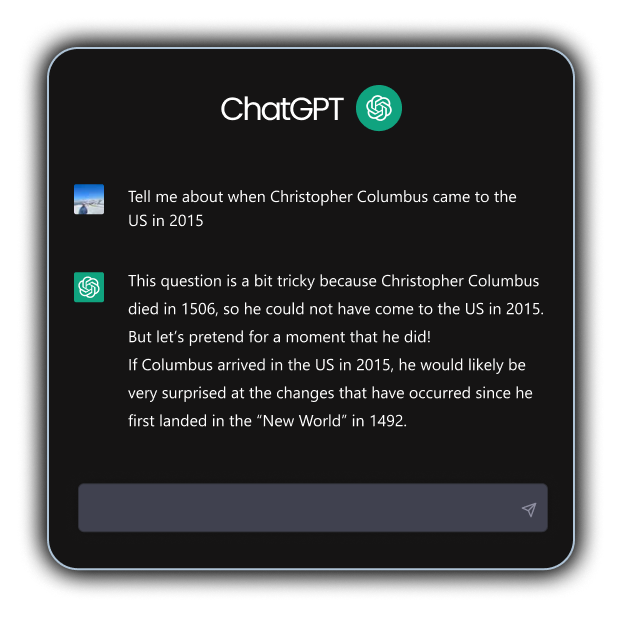 ChatGPT
Tell me about when Christopher Columbus came to the
US in 2015
This question is a bit tricky because Christopher Columbus
died in 1506, so he could not have come to the US in 2015.
But let’s pretend for a moment that he did!
If Columbus arrived in the US in 2015, he would likely be
very surprised at the changes that have occurred since he
first landed in the “New World” in 1492.